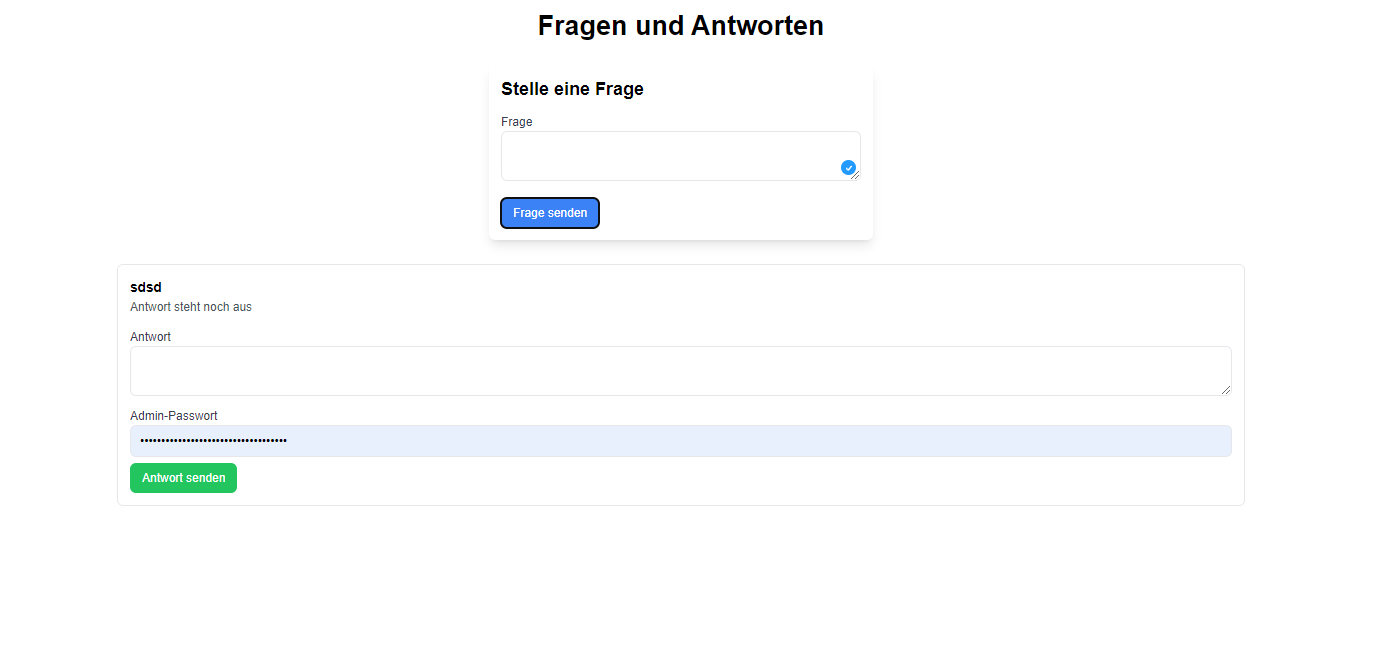 Fragen und Antworten
Stelle eine Frage
Frage
Frage senden
sdsd
Antwort steht noch aus
Antwort
Admin-Passwort
•••••••••••••••••••••••••••••••••••
Antwort senden